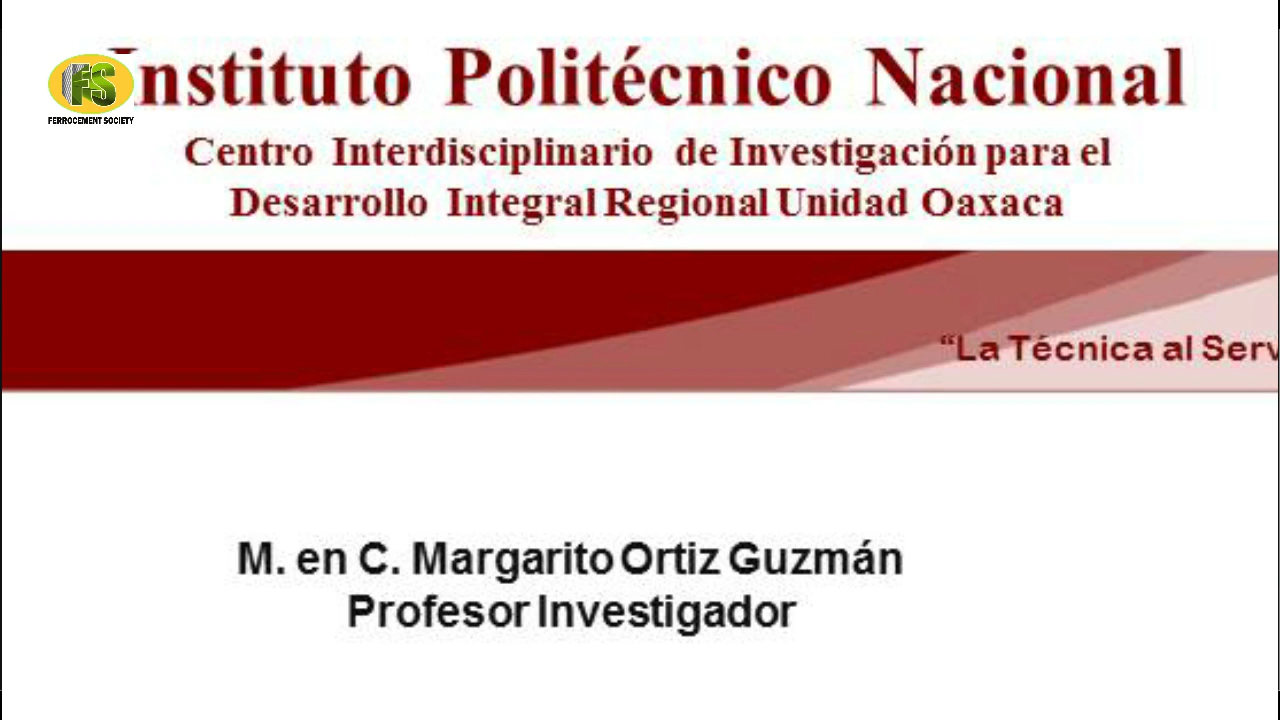 Instituto Politécnico Nacional
FS
FERROCEMENT SOCIETY
Centro Interdisciplinario de Investigación para el
Desarrollo Integral Regional Unidad Oaxaca
“La Técnica al Serv
M. en C. Margarito Ortiz Guzmán
Profesor Investigador